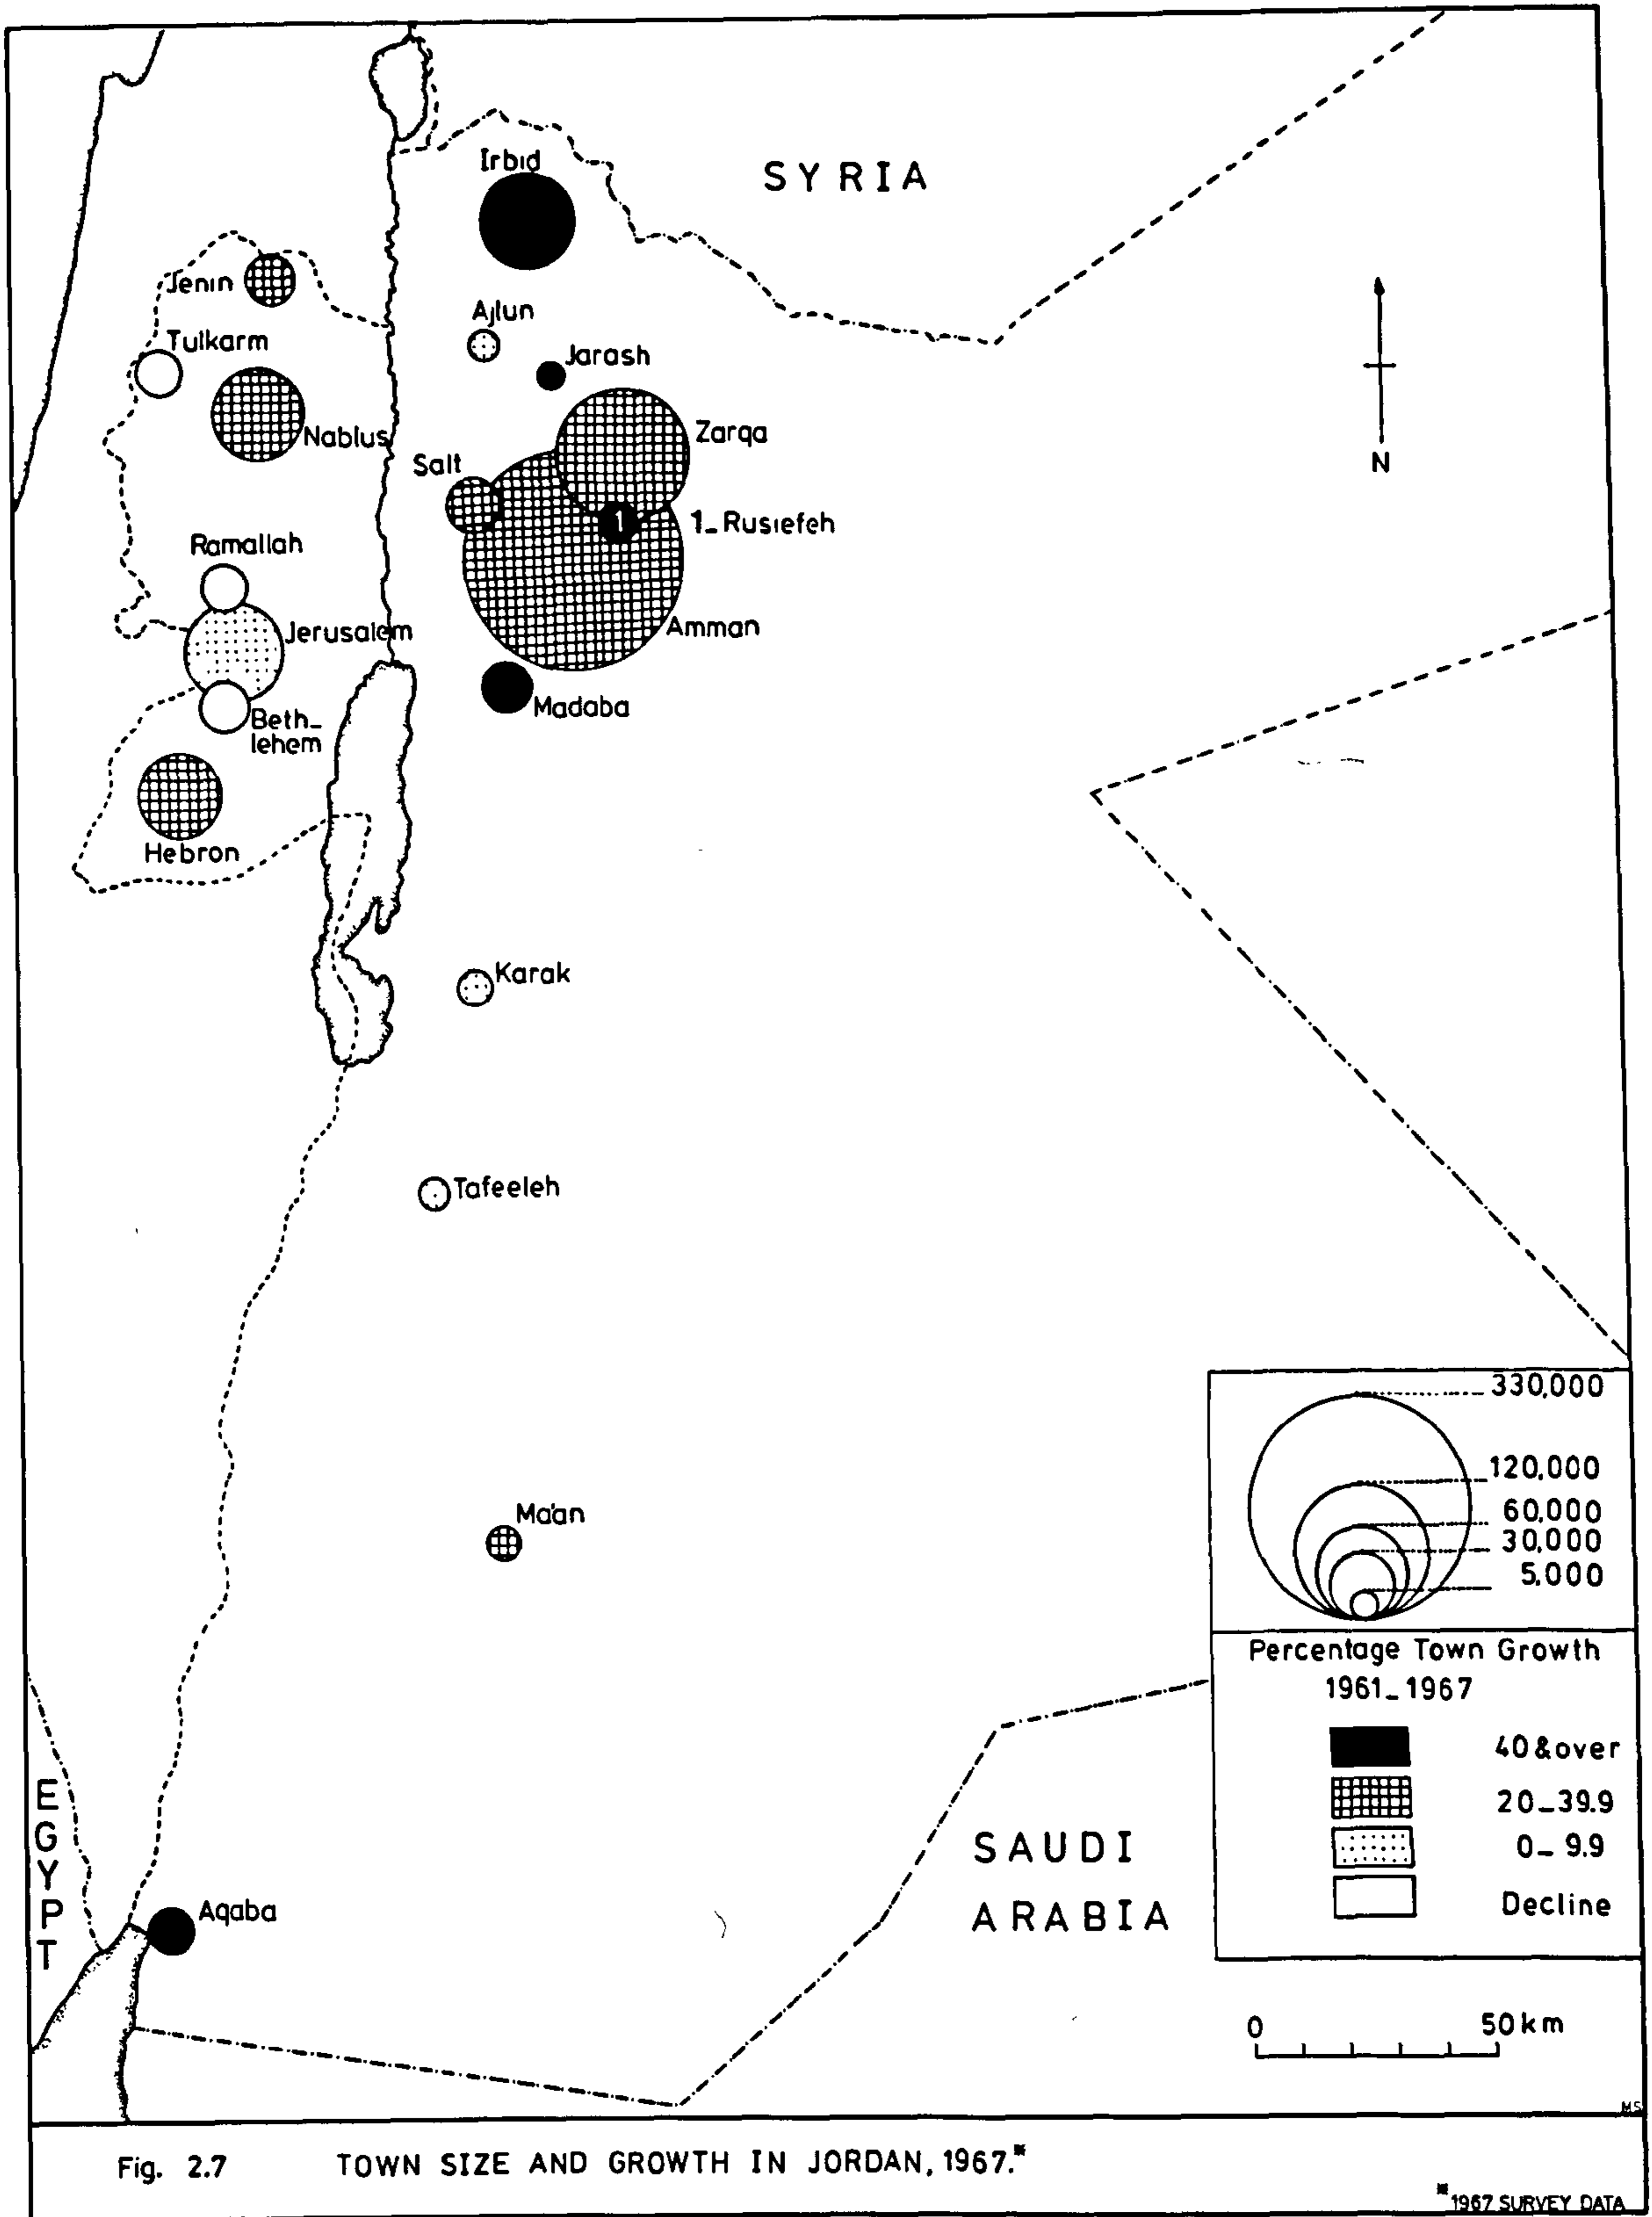 SYRIA
Irbid
Jenin
Ajlun
Tulkarm
Jarash
Nablus
Zarqa
Salt
1
1_Rusiefeh
N
Ramallah
Jerusalem
Amman
Madaba
Beth_
lehem
Hebron
Karak
Tafeeleh
Ma'an
330,000
120,000
60,000
30,000
5,000
Percentage Town Growth
1961_1967
40&over
20_39.9
0_9.9
Decline
EGYPT
SAUDI
ARABIA
Aqaba
0 50km
MS
Fig. 2.7 TOWN SIZE AND GROWTH IN JORDAN, 1967.*
*1967 SURVEY DATA